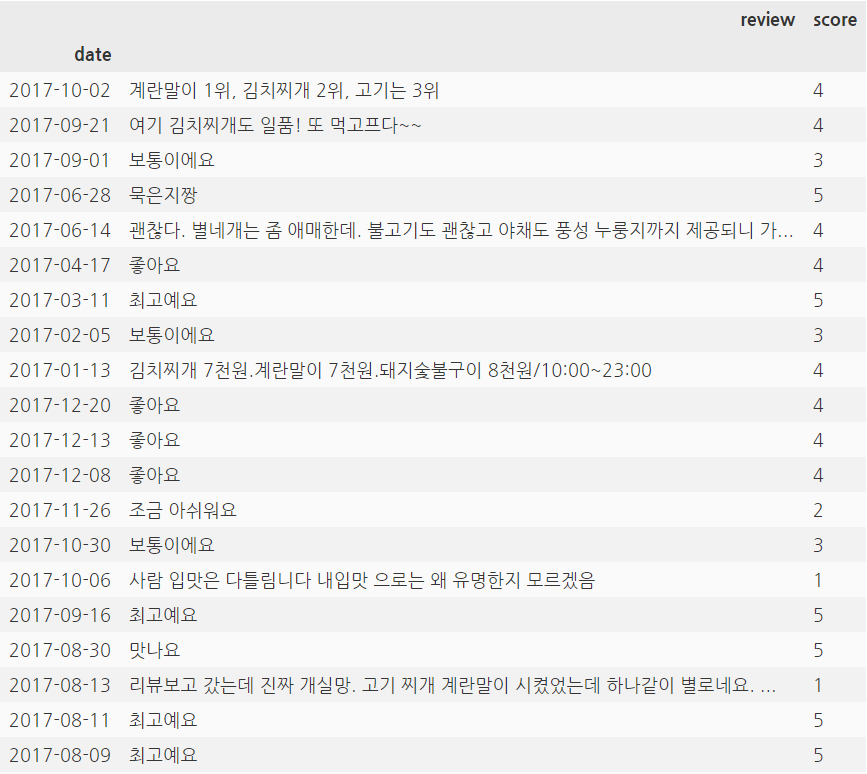 review score
date
2017-10-02 계란말이 1위, 김치찌개 2위, 고기는 3위 4
2017-09-21 여기 김치찌개도 일품! 또 먹고프다~~ 4
2017-09-01 보통이에요 3
2017-06-28 묵은지짱 5
2017-06-14 괜찮다. 별네개는 좀 애매한데. 불고기도 괜찮고 야채도 풍성 누룽지까지 제공되니 가... 4
2017-04-17 좋아요 4
2017-03-11 최고예요 5
2017-02-05 보통이에요 3
2017-01-13 김치찌개 7천원.계란말이 7천원.돼지숯불구이 8천원/10:00~23:00 4
2017-12-20 좋아요 4
2017-12-13 좋아요 4
2017-12-08 좋아요 4
2017-11-26 조금 아쉬워요 2
2017-10-30 보통이에요 3
2017-10-06 사람 입맛은 다틀림니다 내입맛 으로는 왜 유명한지 모르겠음 1
2017-09-16 최고예요 5
2017-08-30 맛나요 5
2017-08-13 리뷰보고 갔는데 진짜 개실망. 고기 찌개 계란말이 시켰었는데 하나같이 별로네요. ... 1
2017-08-11 최고예요 5
2017-08-09 최고예요 5